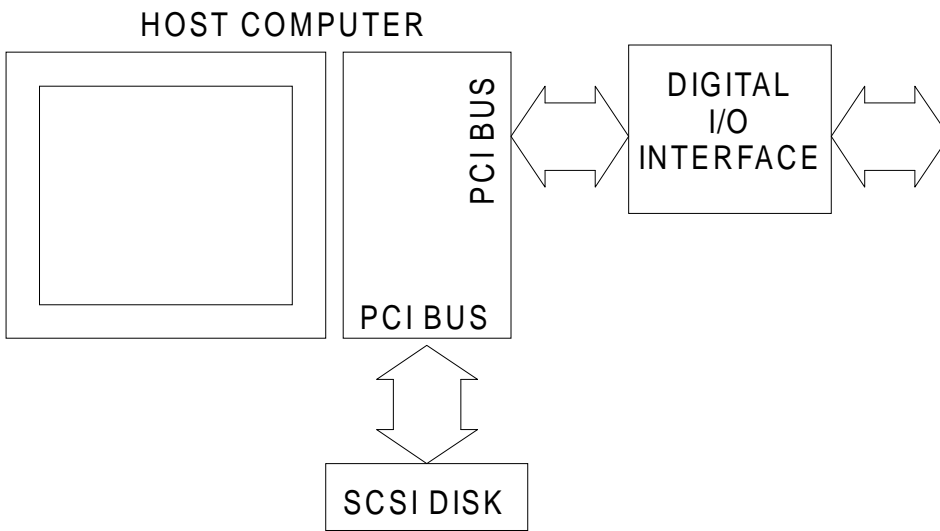 HOST COMPUTER
PCI BUS
DIGITAL
I/O
INTERFACE
PCI BUS
SCSI DISK